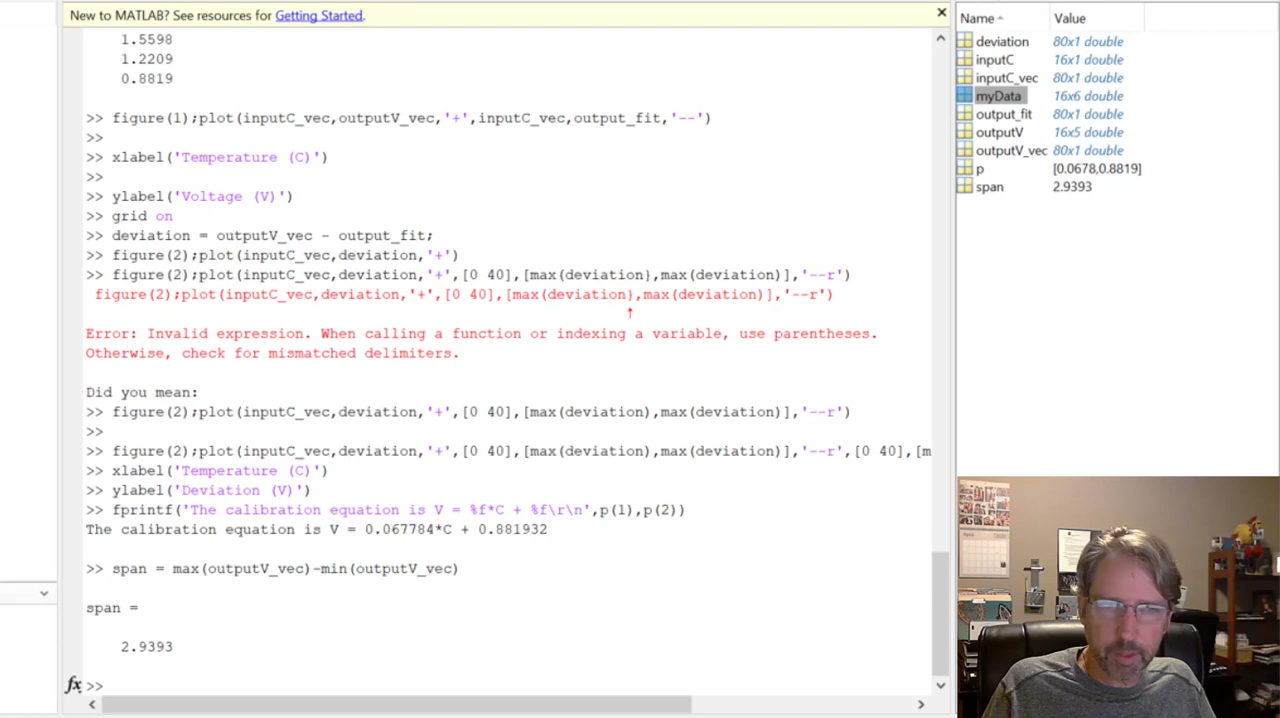 New to MATLAB? See resources for Getting Started.
1.5598
1.2209
0.8819
>> figure(1);plot(inputC_vec,outputV_vec,'+',inputC_vec,output_fit,'--')
>>
>> xlabel('Temperature (C)')
>>
>> ylabel('Voltage (V)')
>> grid on
>> deviation = outputV_vec - output_fit;
>> figure(2);plot(inputC_vec,deviation,'+')
>> figure(2);plot(inputC_vec,deviation,'+',[0 40],[max(deviation},max(deviation)],'--r')
figure(2);plot(inputC_vec,deviation,'+',[0 40],[max(deviation},max(deviation)],'--r')
↑
Error: Invalid expression. When calling a function or indexing a variable, use parentheses.
Otherwise, check for mismatched delimiters.
Did you mean:
>> figure(2);plot(inputC_vec,deviation,'+',[0 40],[max(deviation),max(deviation)],'--r')
>>
>> figure(2);plot(inputC_vec,deviation,'+',[0 40],[max(deviation),max(deviation)],'--r',[0 40],[m
>> xlabel('Temperature (C)')
>> ylabel('Deviation (V)')
>> fprintf('The calibration equation is V = %f*C + %f\r\n',p(1),p(2))
The calibration equation is V = 0.067784*C + 0.881932
>> span = max(outputV_vec)-min(outputV_vec)
span =
2.9393
fx >>
Name Value
deviation 80x1 double
inputC 16x1 double
inputC_vec 80x1 double
myData 16x6 double
output_fit 80x1 double
outputV 16x5 double
outputV_vec 80x1 double
p [0.0678,0.8819]
span 2.9393